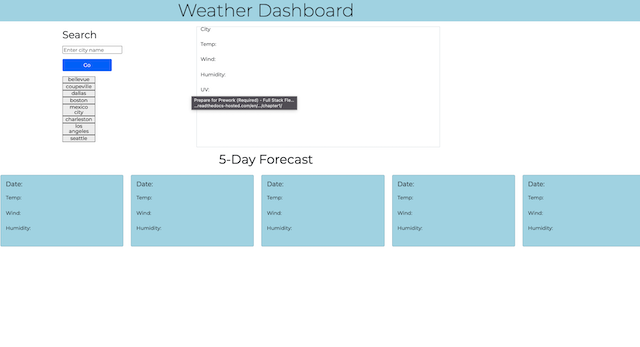 Weather Dashboard
Search
Enter city name
Go
bellevue
coupeville
dallas
boston
mexico
city
charleston
los
angeles
seattle
City
Temp:
Wind:
Humidity:
UV:
Prepare for Prework (Required) - Full Stack Fle...
...readthedocs-hosted.com/en/.../chapter1/
5-Day Forecast
Date:
Temp:
Wind:
Humidity:
Date:
Temp:
Wind:
Humidity:
Date:
Temp:
Wind:
Humidity:
Date:
Temp:
Wind:
Humidity:
Date:
Temp:
Wind:
Humidity: